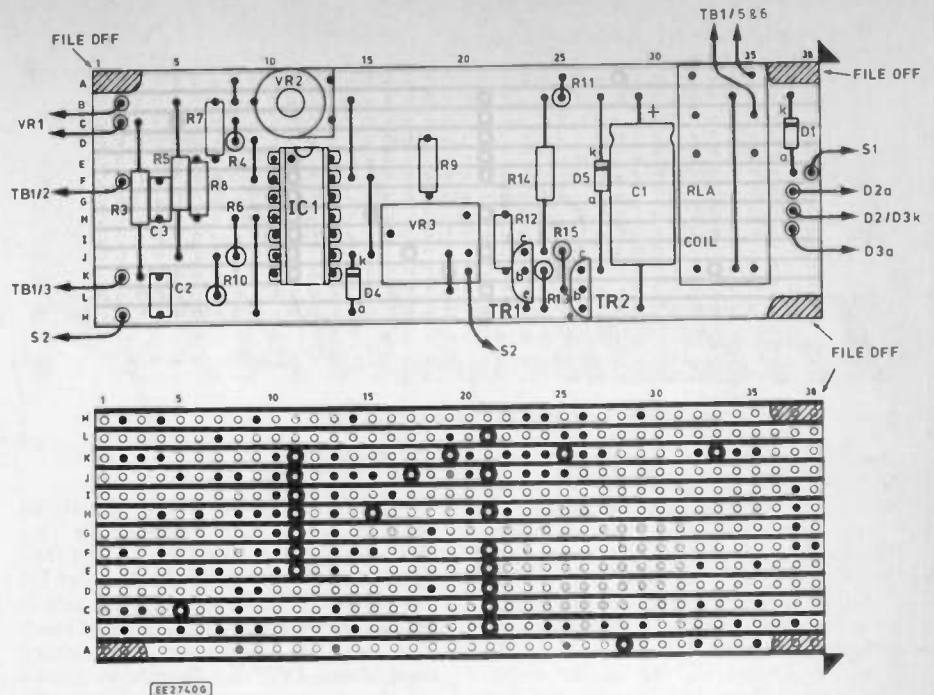 TB1/5 & 6
FILE OFF
1 5 10 15 20 25 30 35 38
FILE OFF
A
B
C
D
E
F
G
H
I
J
K
L
M
VR1
TB1/2
TB1/3
S2
R7
VR2
R4
R5
R3
R8
C3
R6
IC1
R10
C2
k
D4
a
R9
VR3
R12
R11
R14
k
D5
a
+
C1
RLA
COIL
R15
R13
c
b
e
TR1
c
b
e
TR2
k
D1
a
S1
D2a
D2/D3k
D3a
S2
FILE OFF
1 5 10 15 20 25 30 38
M
L
K
J
I
H
G
F
E
D
C
B
A
EE2740G